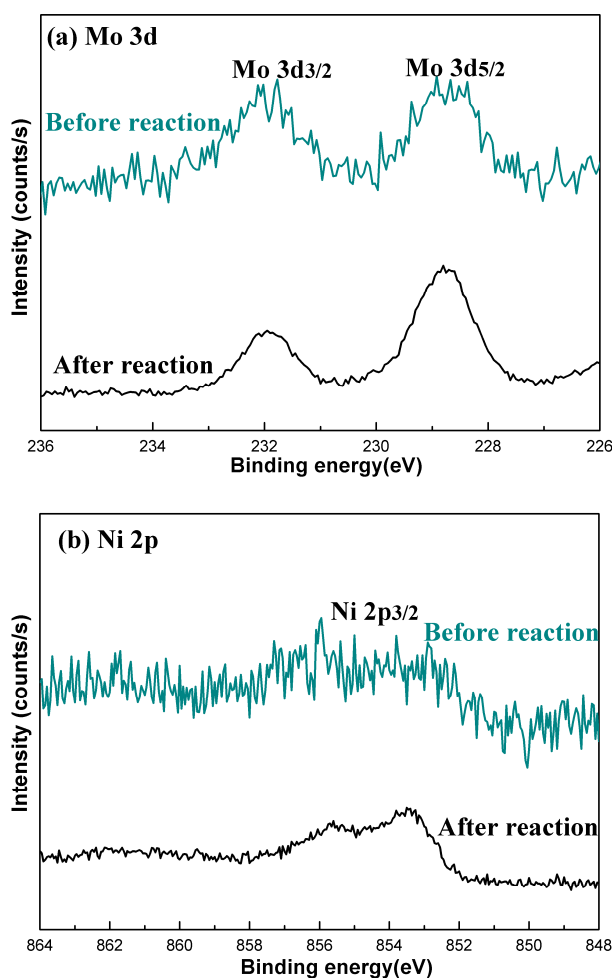 (a) Mo 3d
Mo 3d3/2
Mo 3d5/2
Before reaction
After reaction
Intensity (counts/s)
236 234 232 230 228 226
Binding energy(eV)
(b) Ni 2p
Ni 2p3/2
Before reaction
After reaction
Intensity (counts/s)
864 862 860 858 856 854 852 850 848
Binding energy(eV)